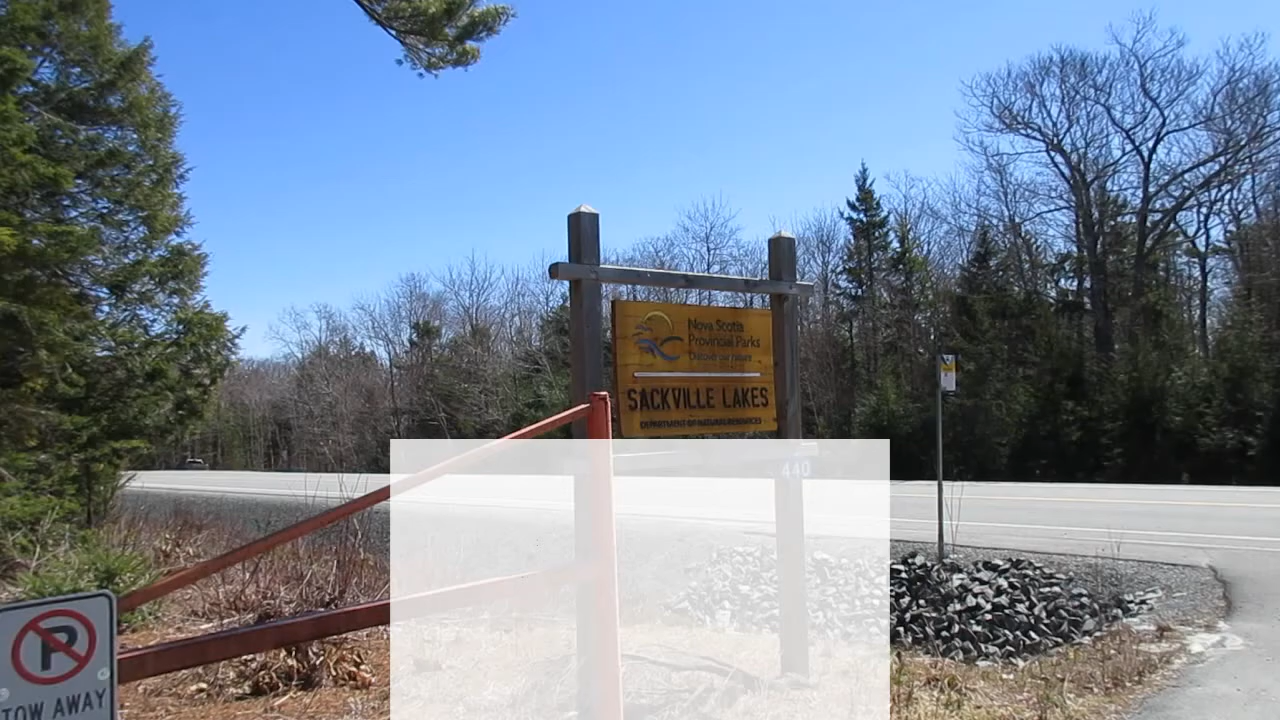 Nova Scotia
Provincial Parks
Discover our nature
SACKVILLE LAKES
DEPARTMENT OF NATURAL RESOURCES
440
P
TOW AWAY